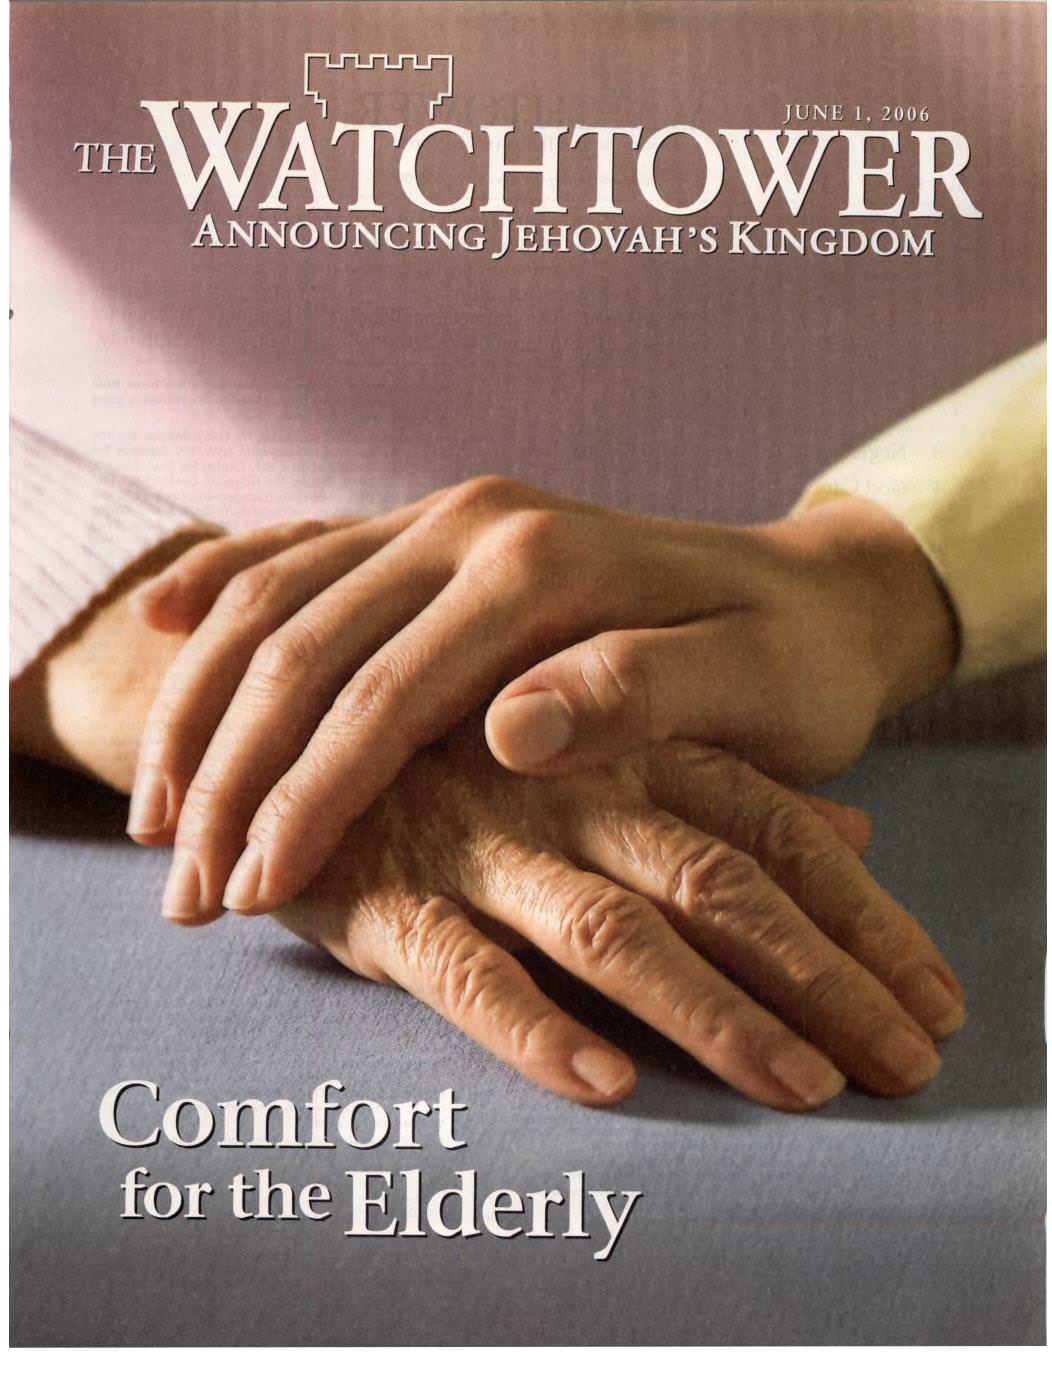 JUNE 1, 2006
THE WATCHTOWER
ANNOUNCING JEHOVAH'S KINGDOM
Comfort
for the Elderly